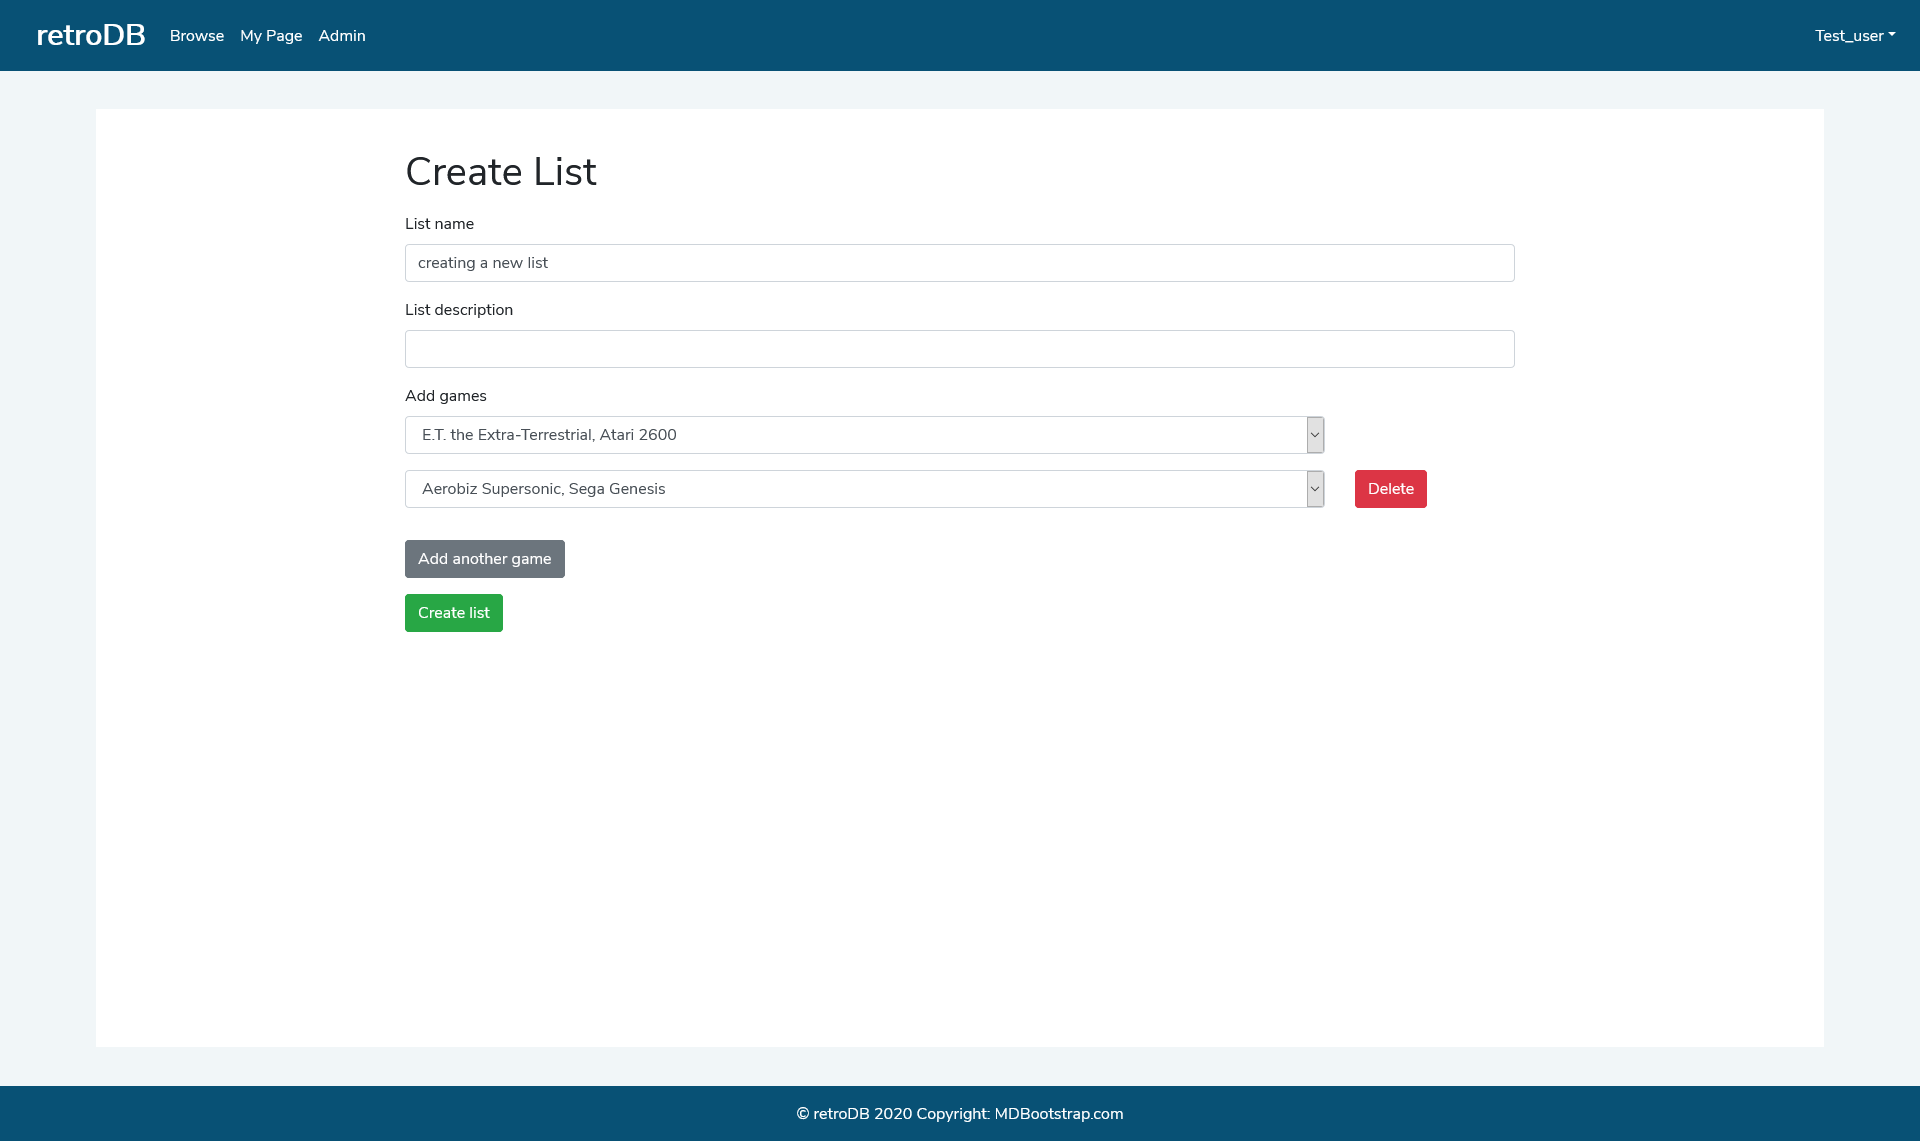 retroDB Browse My Page Admin Test_user
Create List
List name
creating a new list
List description
Add games
E.T. the Extra-Terrestrial, Atari 2600
Aerobiz Supersonic, Sega Genesis Delete
Add another game
Create list
© retroDB 2020 Copyright: MDBootstrap.com